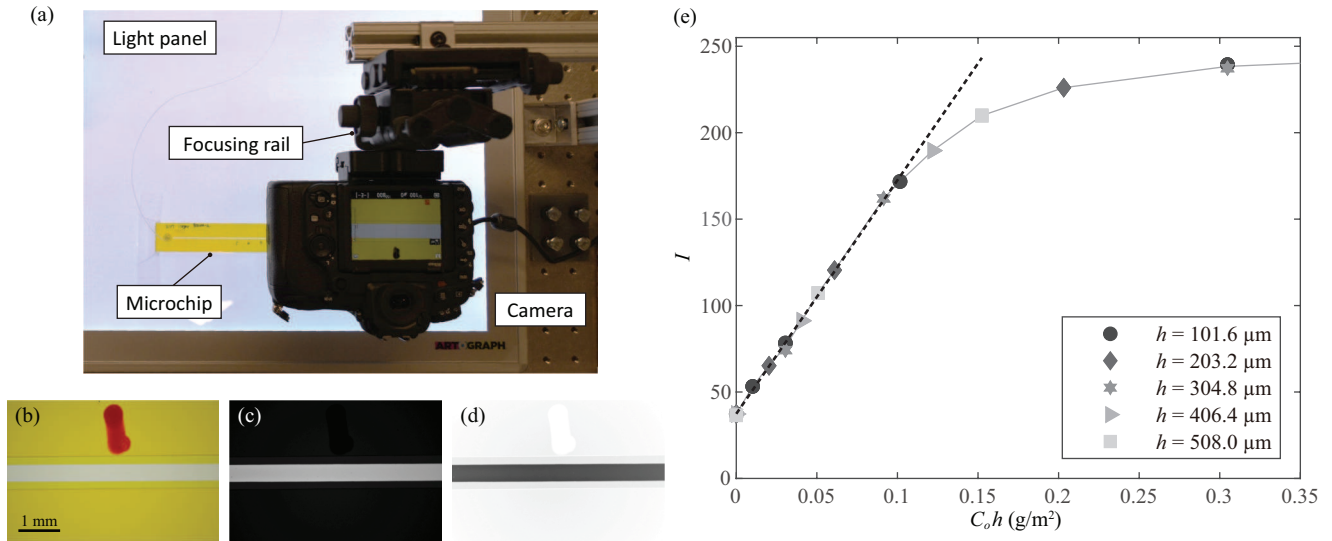 (a)
Light panel
Focusing rail
Microchip
Camera
ART·GRAPH
(b)
1 mm
(c)
(d)
(e)
250
200
150
100
50
0
I
0
0.05
0.1
0.15
0.2
0.25
0.3
0.35
Cₒh (g/m²)
h = 101.6 µm
h = 203.2 µm
h = 304.8 µm
h = 406.4 µm
h = 508.0 µm